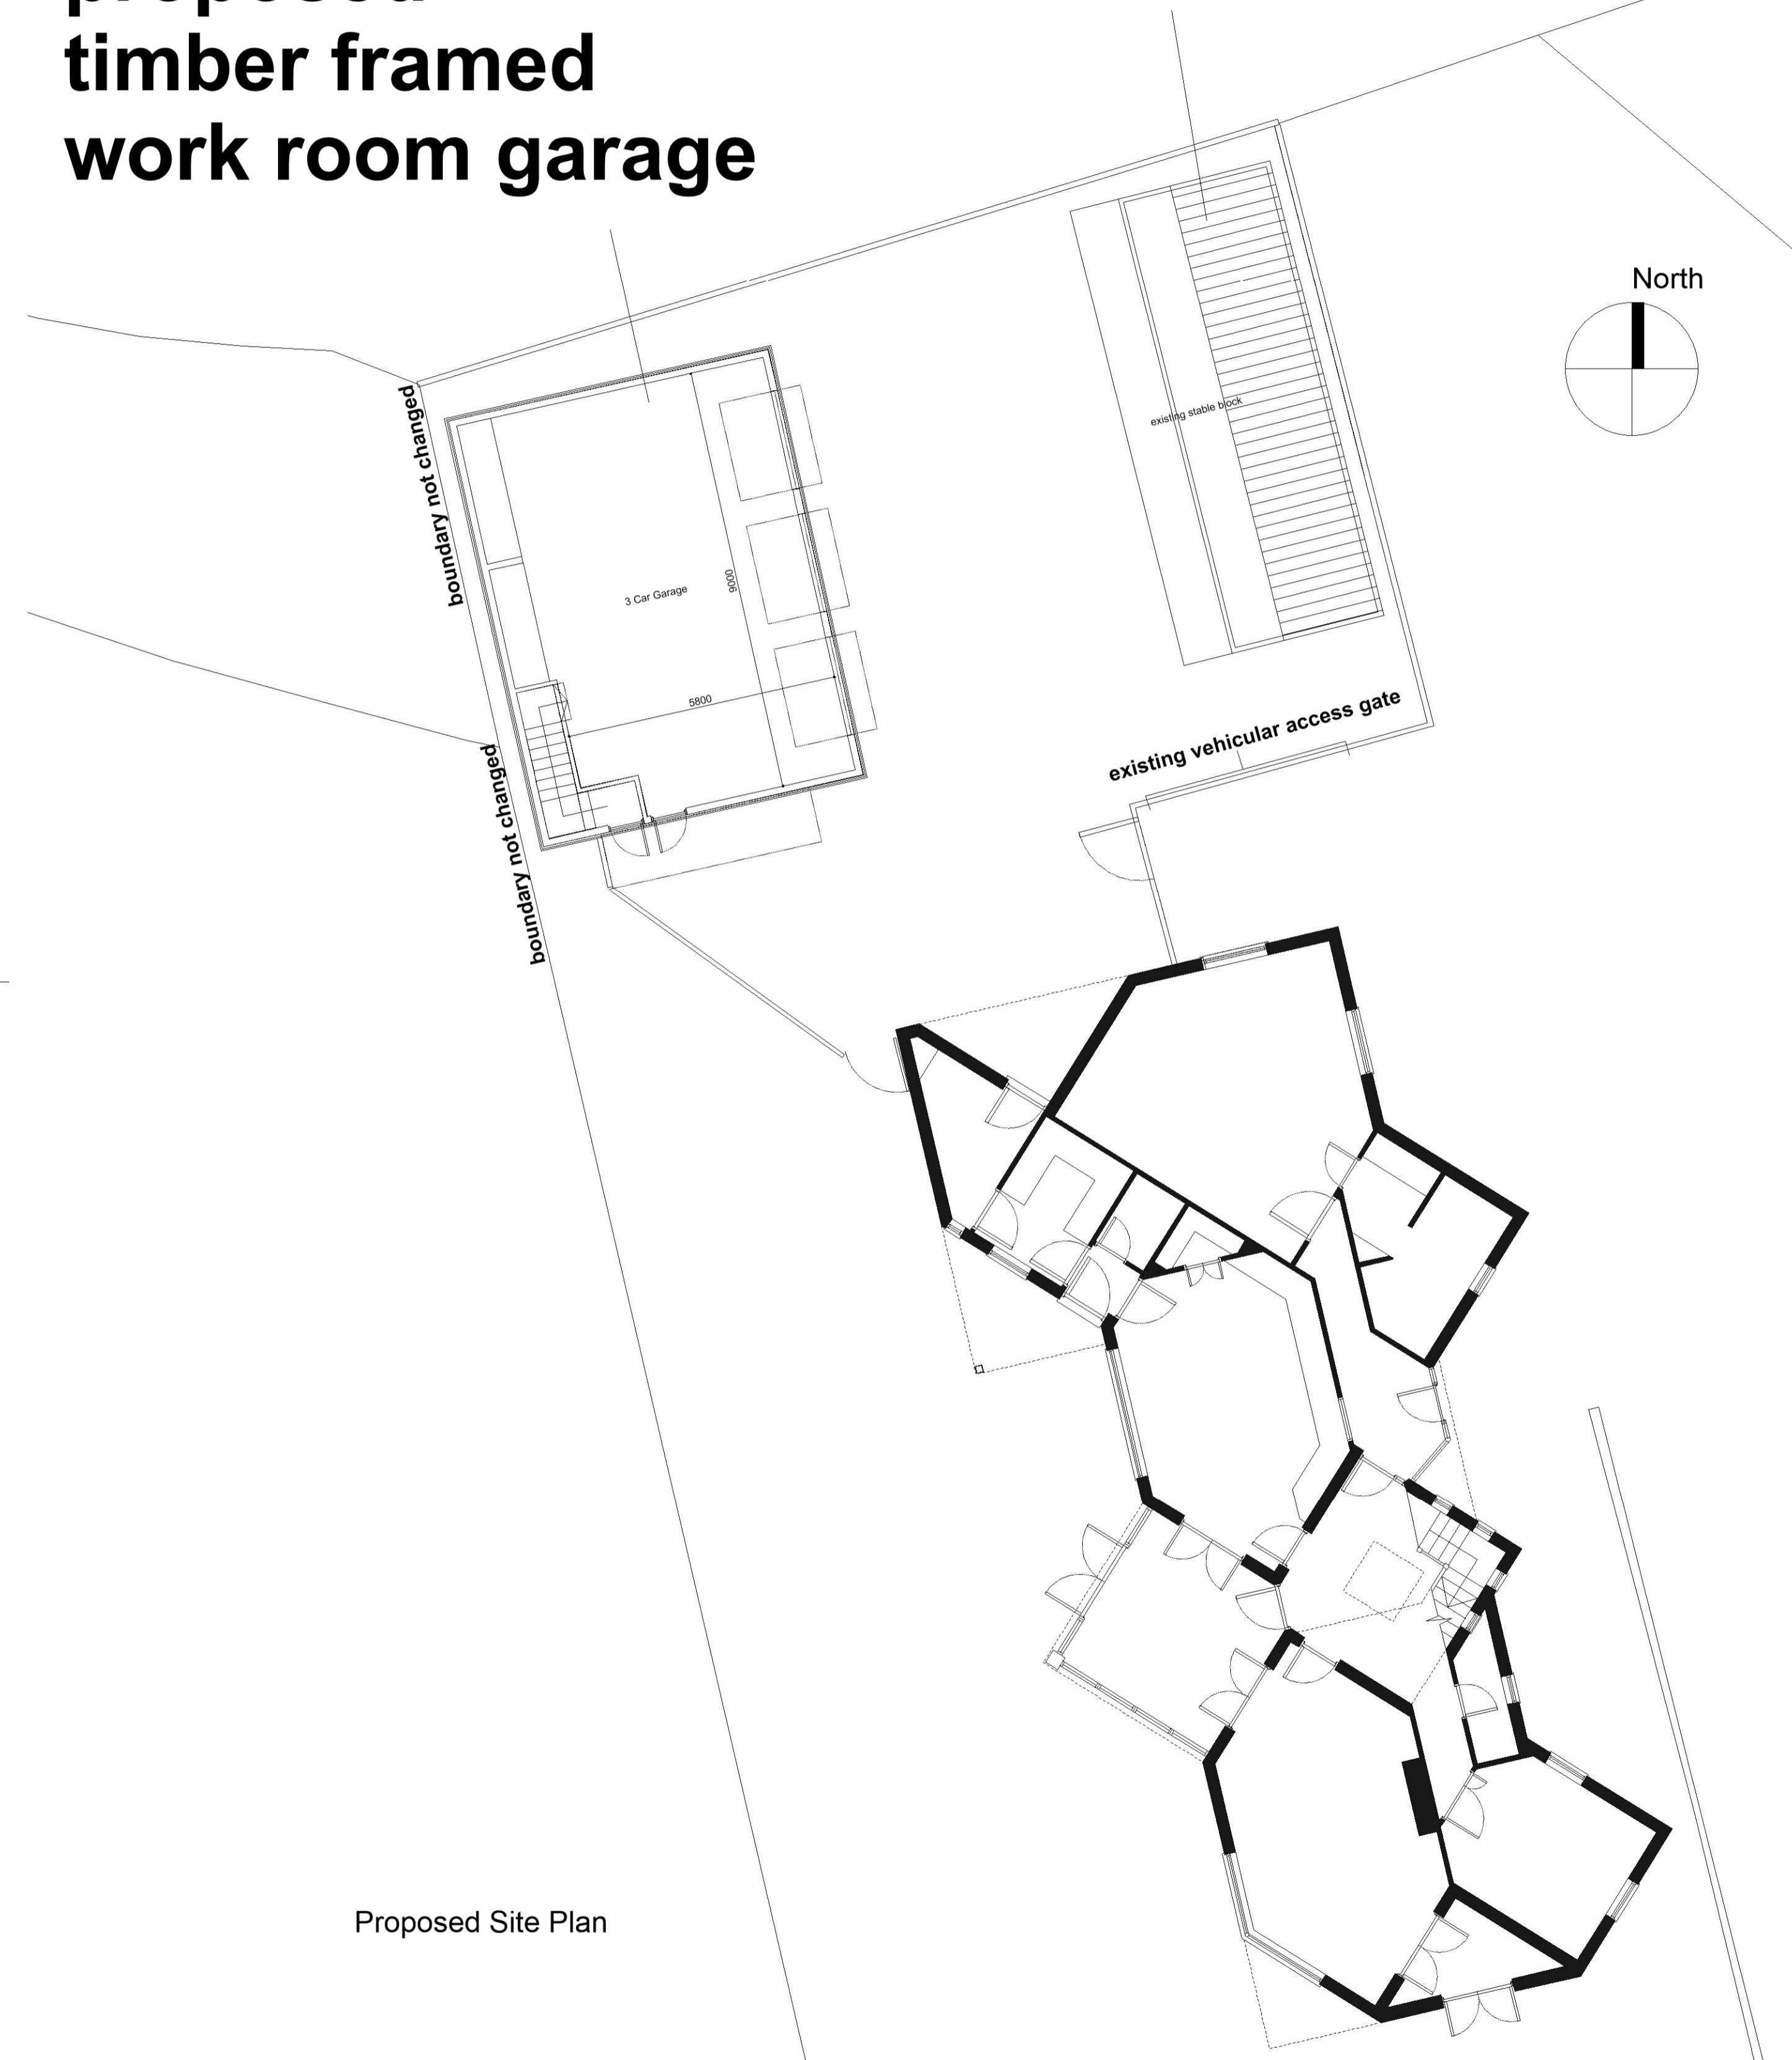 proposed
timber framed
work room garage
North
boundary not changed
existing stable block
3 Car Garage
9000
5800
existing vehicular access gate
boundary not changed
Proposed Site Plan